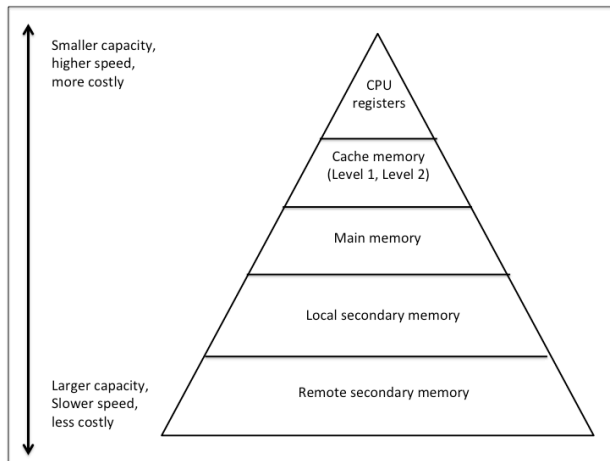 Smaller capacity,
higher speed,
more costly
CPU
registers
Cache memory
(Level 1, Level 2)
Main memory
Local secondary memory
Larger capacity,
Slower speed,
less costly
Remote secondary memory